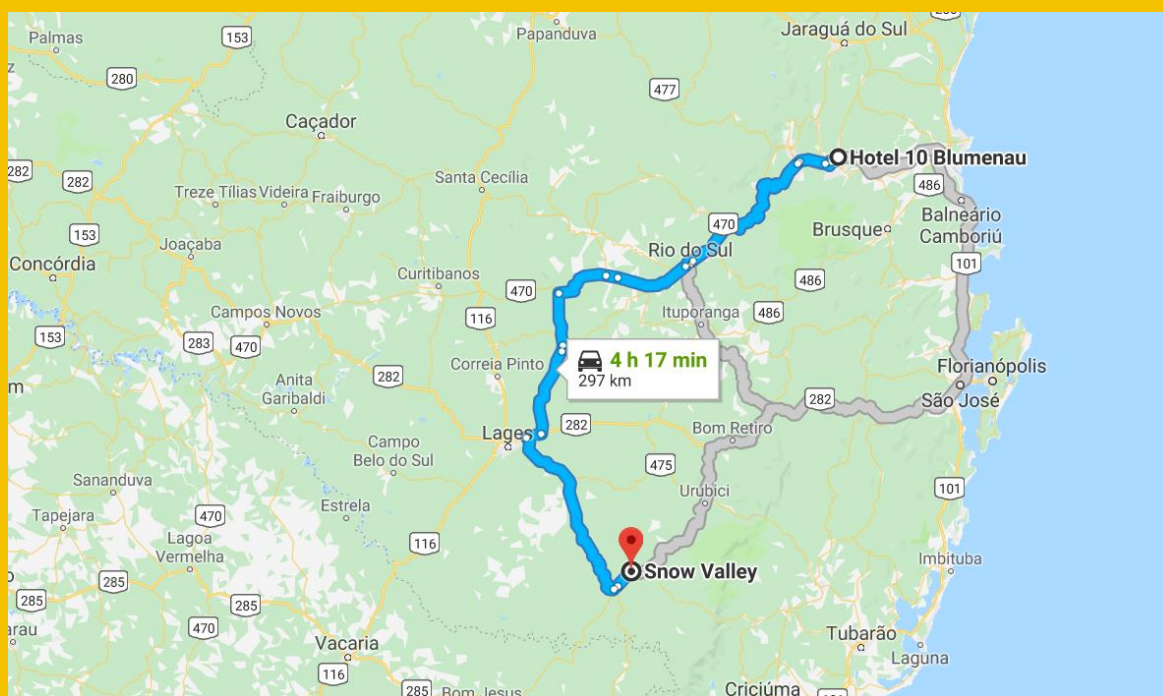 Palmas
153
Papanduva
Jaraguá do Sul
280
280
477
Caçador
Hotel 10 Blumenau
282
282
Santa Cecília
486
Treze Tílias
Videira
Fraiburgo
Balneário
Camboriú
153
470
Brusque
Joaçaba
Rio do Sul
Concórdia
Curitibanos
101
470
486
Campos Novos
116
Ituporanga
486
153
283
470
Correia Pinto
4 h 17 min
297 km
Florianópolis
282
Anita
Garibaldi
282
São José
Lages
282
Bom Retiro
Campo
Belo do Sul
475
Sananduva
Urubici
101
Estrela
Tapejara
470
Lagoa
Vermelha
116
Imbituba
Snow Valley
285
285
285
285
470
Tubarão
Vacaria
Laguna
116
285
Bom Jesus
Criciúma